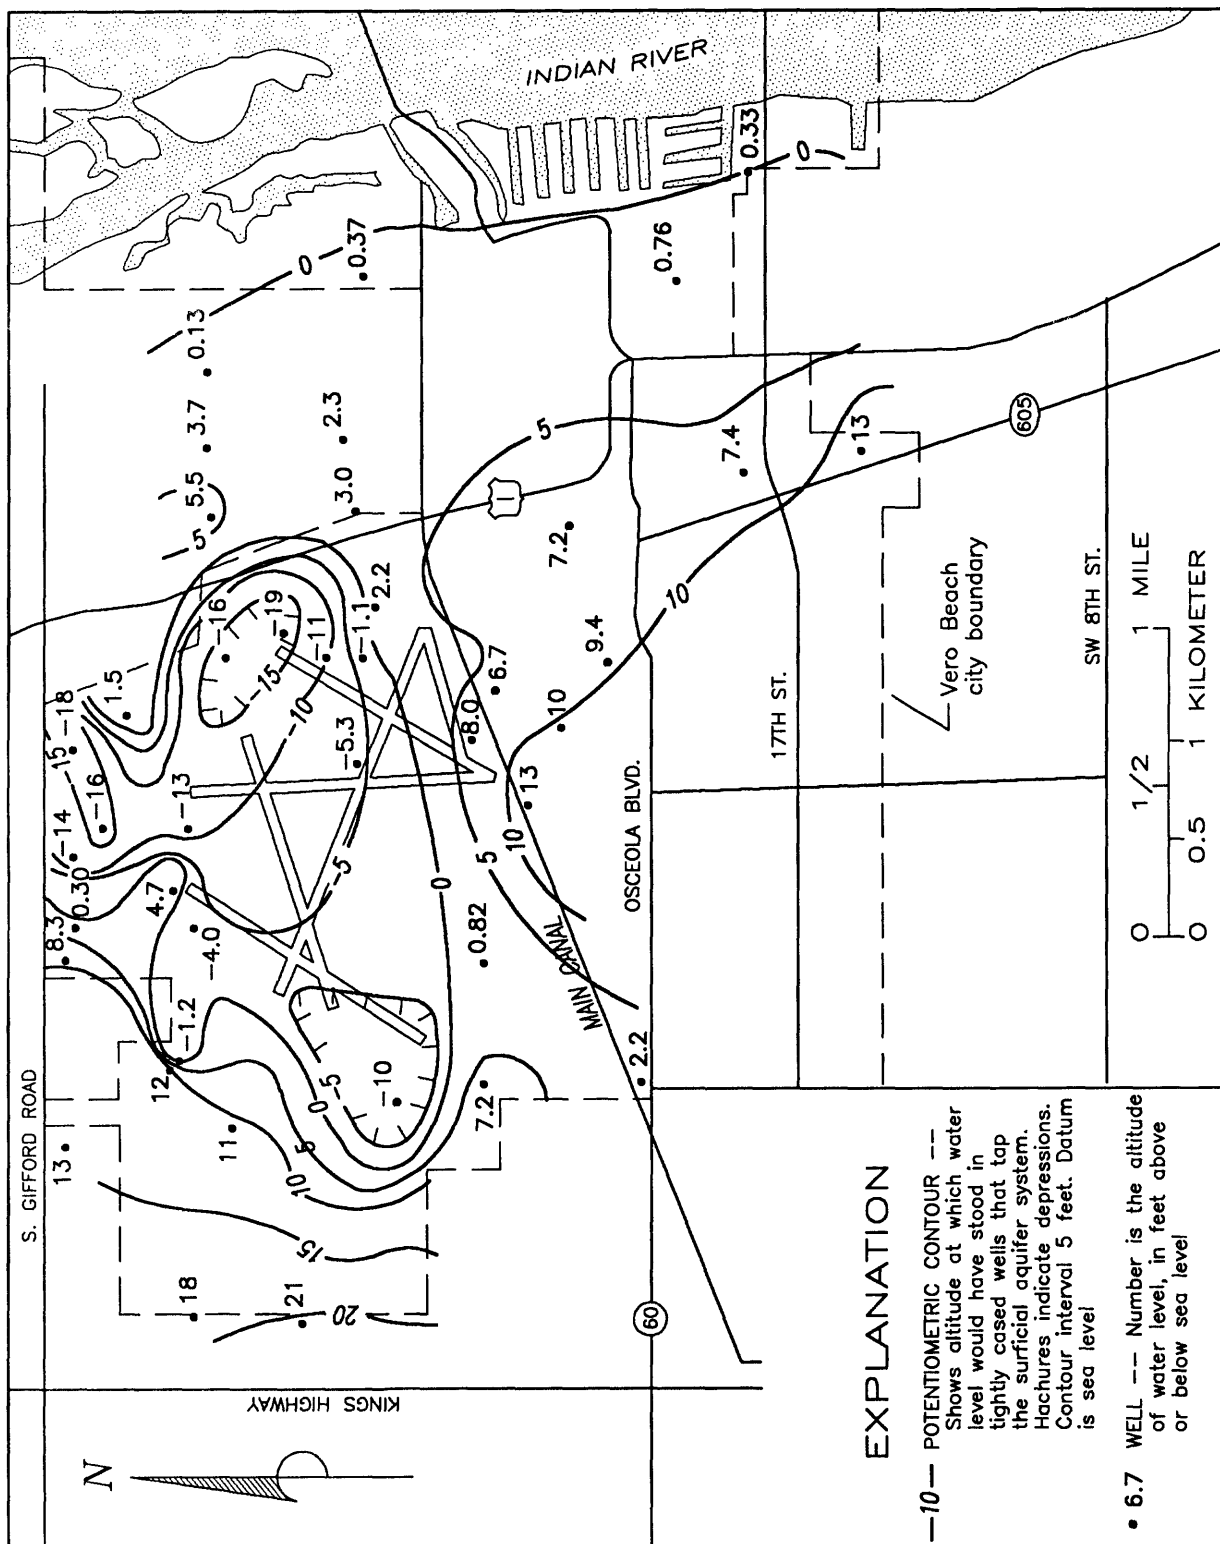 S. GIFFORD ROAD
KINGS HIGHWAY
N
INDIAN RIVER
MAIN CANAL
OSCEOLA BLVD.
17TH ST.
SW 8TH ST.
Vero Beach
city boundary
60
1
605
13
8.3
0.30
-14
-15
-18
-16
1.5
4.7
-13
-16
-19
-15
-10
-11
-1.1
2.2
-5.3
-4.0
-1.2
12
11
18
21
20
15
10
5
0
-5
-10
7.2
0.82
2.2
5
5.5
3.7
0.13
3.0
2.3
0
0.37
-5
0
8.0
6.7
5
10
13
10
9.4
7.2
10
5
7.4
13
0.76
0.33
0
0 1/2 1 MILE
0 0.5 1 KILOMETER
EXPLANATION
—10— POTENTIOMETRIC CONTOUR --
Shows altitude at which water
level would have stood in
tightly cased wells that tap
the surficial aquifer system.
Hachures indicate depressions.
Contour interval 5 feet. Datum
is sea level
• 6.7 WELL -- Number is the altitude
of water level, in feet above
or below sea level